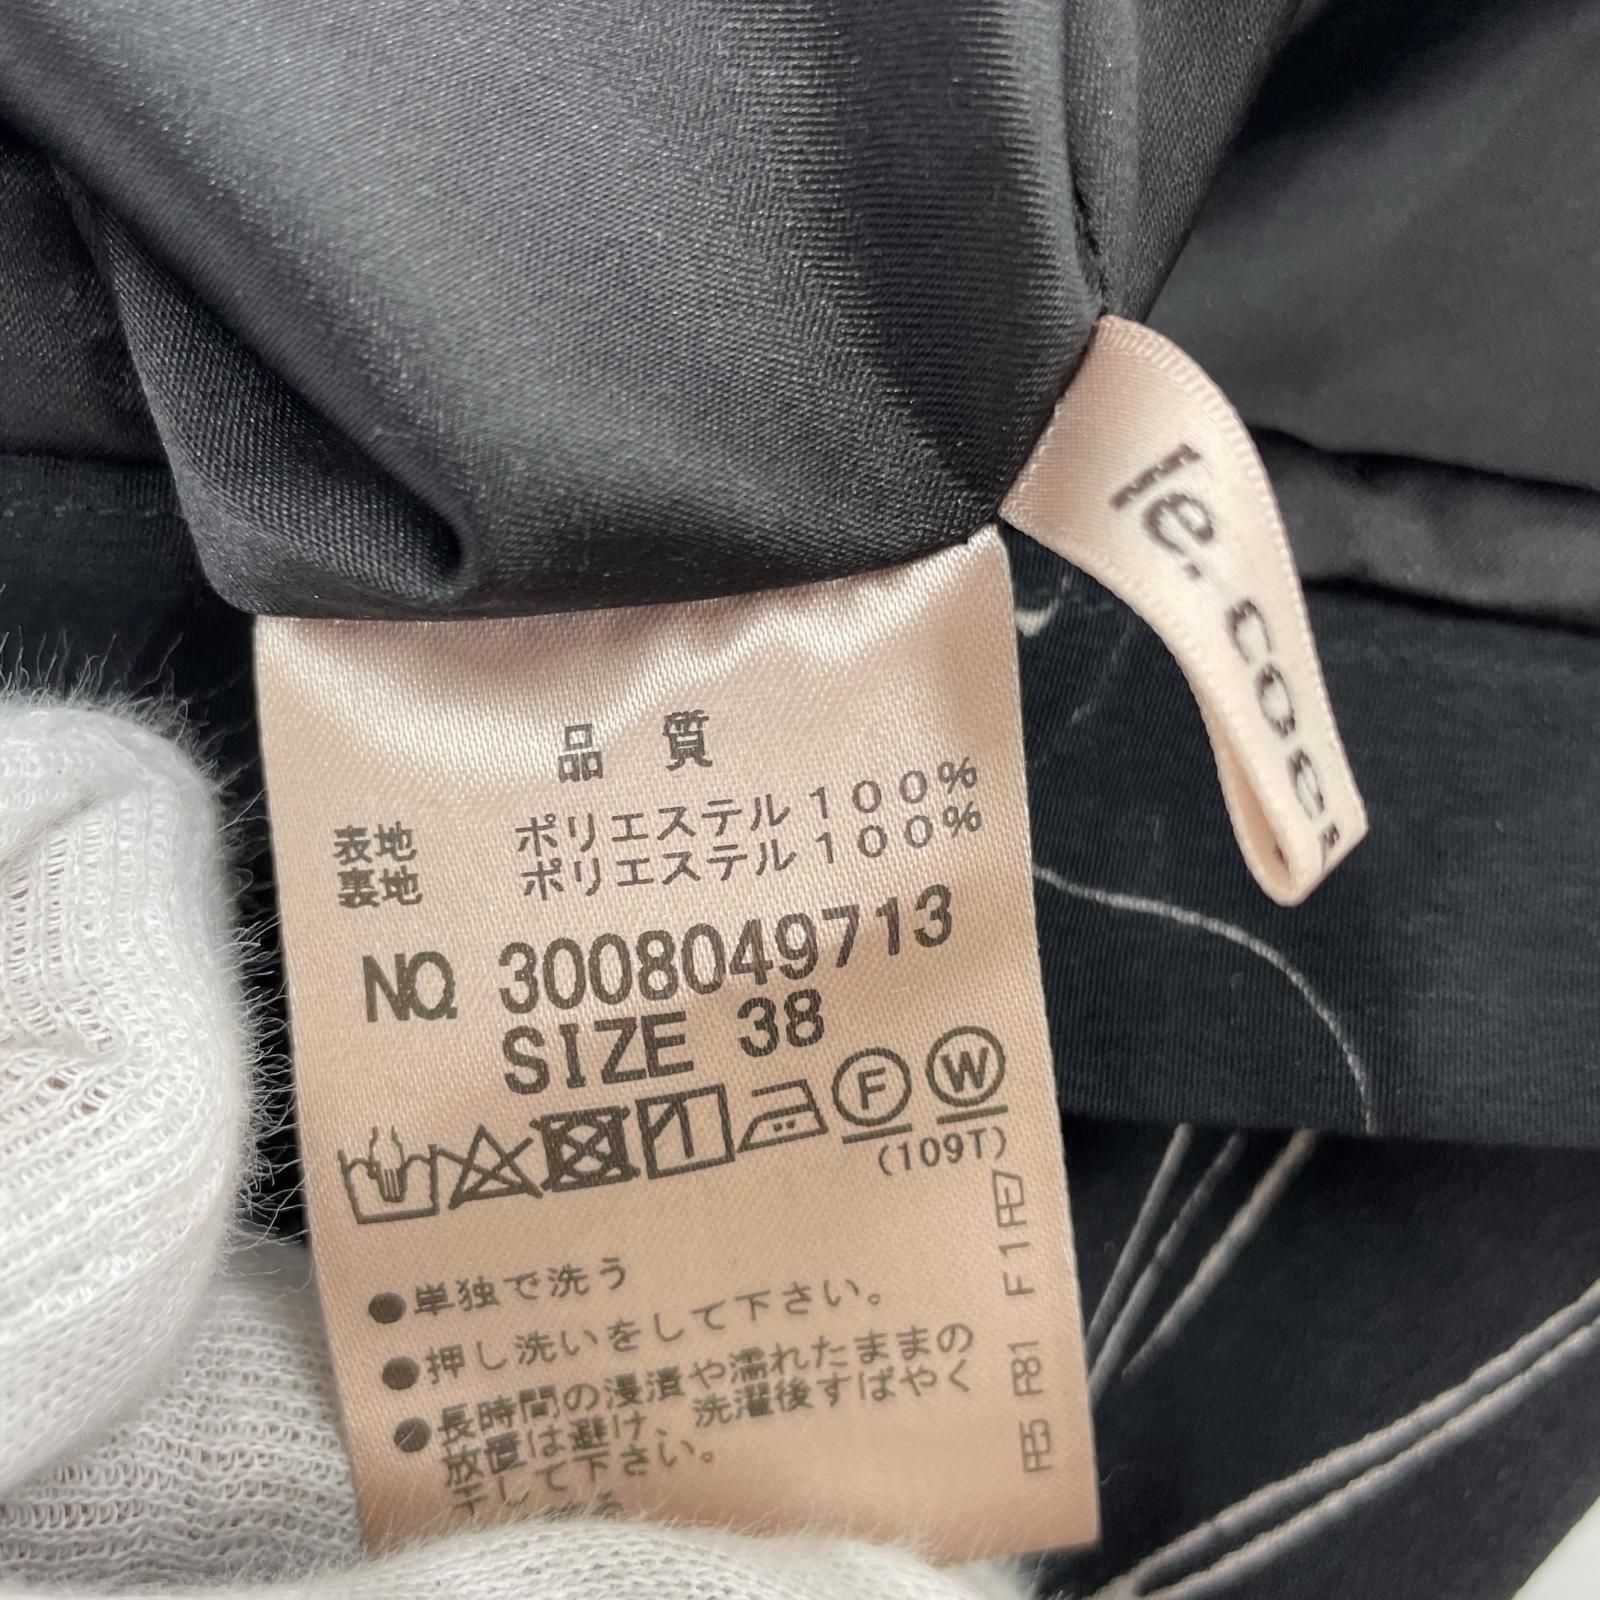 le. coeur
品質
表地 ポリエステル100%
裏地 ポリエステル100%
NO. 3008049713
SIZE 38
F W
(109T)
●単独で洗う
●押し洗いをして下さい。
●長時間の浸漬や濡れたままの
放置は避け、洗濯後すばやく
干して下さい。
F1
P81